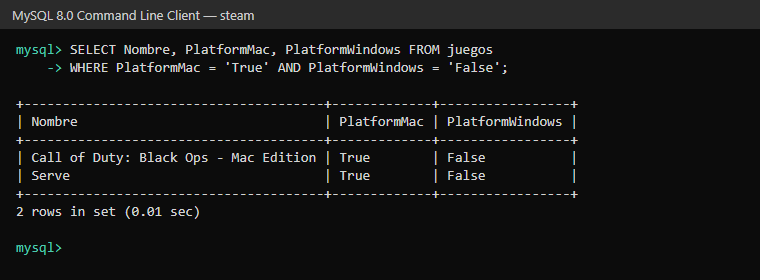 MySQL 8.0 Command Line Client — steam
mysql> SELECT Nombre, PlatformMac, PlatformWindows FROM juegos
    -> WHERE PlatformMac = 'True' AND PlatformWindows = 'False';
+---------------------------------------+-------------+-----------------+
| Nombre                                | PlatformMac | PlatformWindows |
+---------------------------------------+-------------+-----------------+
| Call of Duty: Black Ops - Mac Edition | True        | False           |
| Serve                                 | True        | False           |
+---------------------------------------+-------------+-----------------+
2 rows in set (0.01 sec)
mysql>